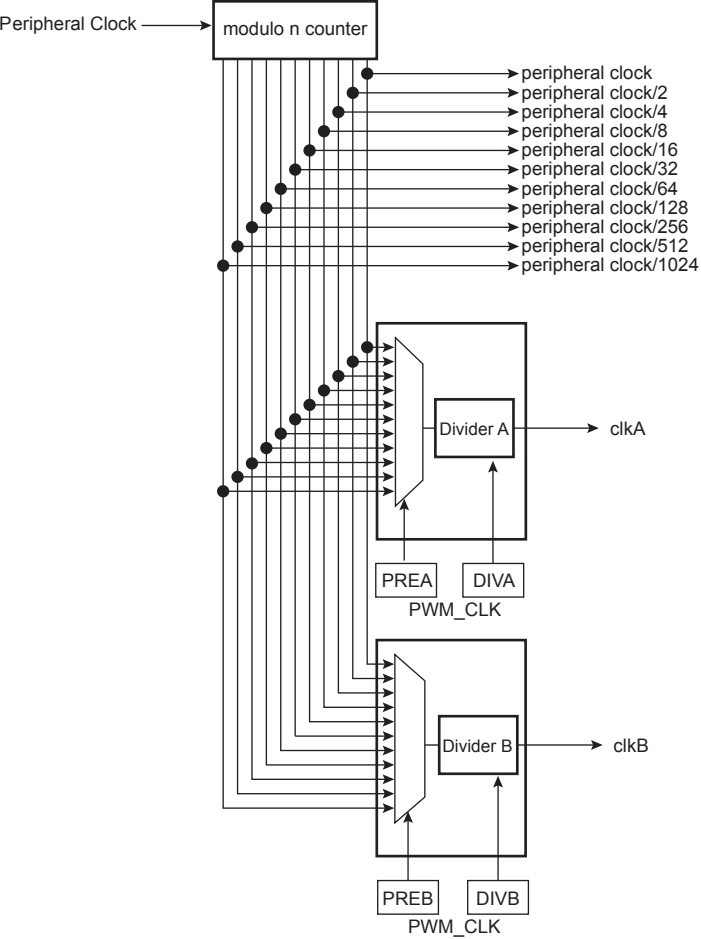 Peripheral Clock
modulo n counter
peripheral clock
peripheral clock/2
peripheral clock/4
peripheral clock/8
peripheral clock/16
peripheral clock/32
peripheral clock/64
peripheral clock/128
peripheral clock/256
peripheral clock/512
peripheral clock/1024
Divider A
clkA
PREA
DIVA
PWM_CLK
Divider B
clkB
PREB
DIVB
PWM_CLK